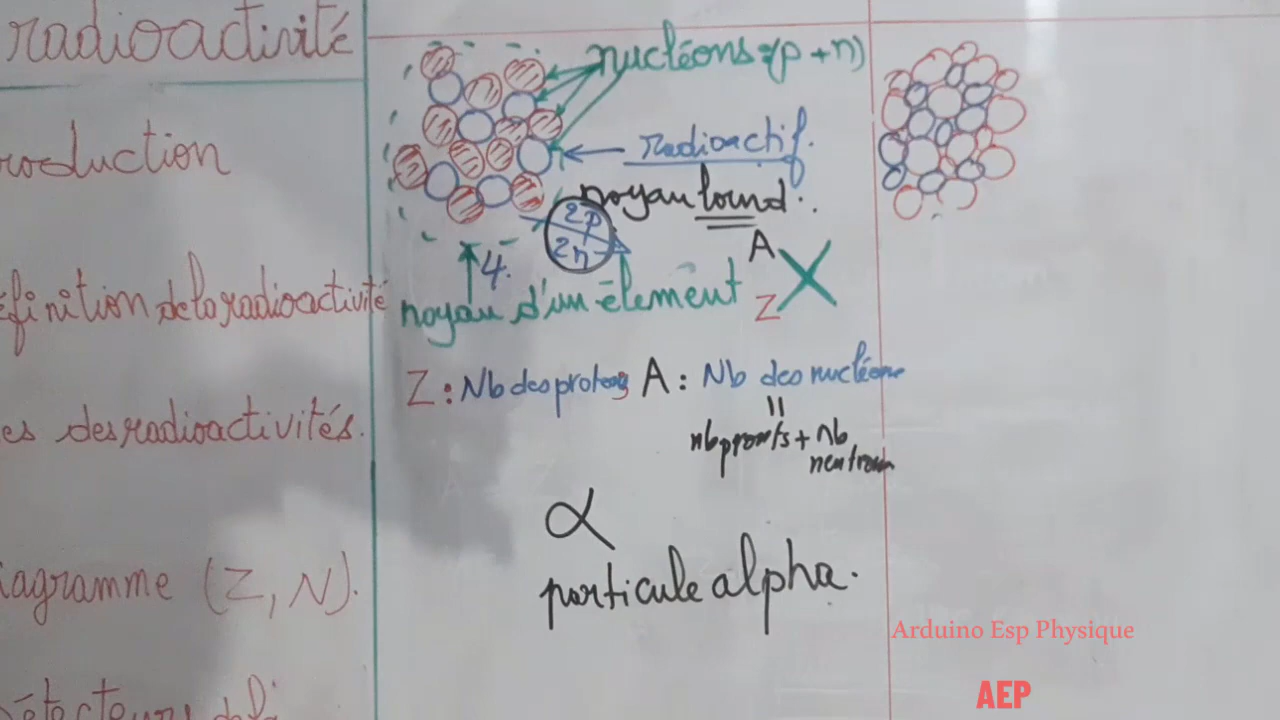 radioactivité
roduction
éfinition de la radioactivité
es des radioactivités.
iagramme (Z, N).
nucléons (p + n)
radioactif.
noyau lourd.
2p
2n
4.
noyau d'un élément
A
X
Z
Z : Nb des protons A : Nb des nucléons
nb protons + nb
neutrons
α
particule alpha.
Arduino Esp Physique
AEP